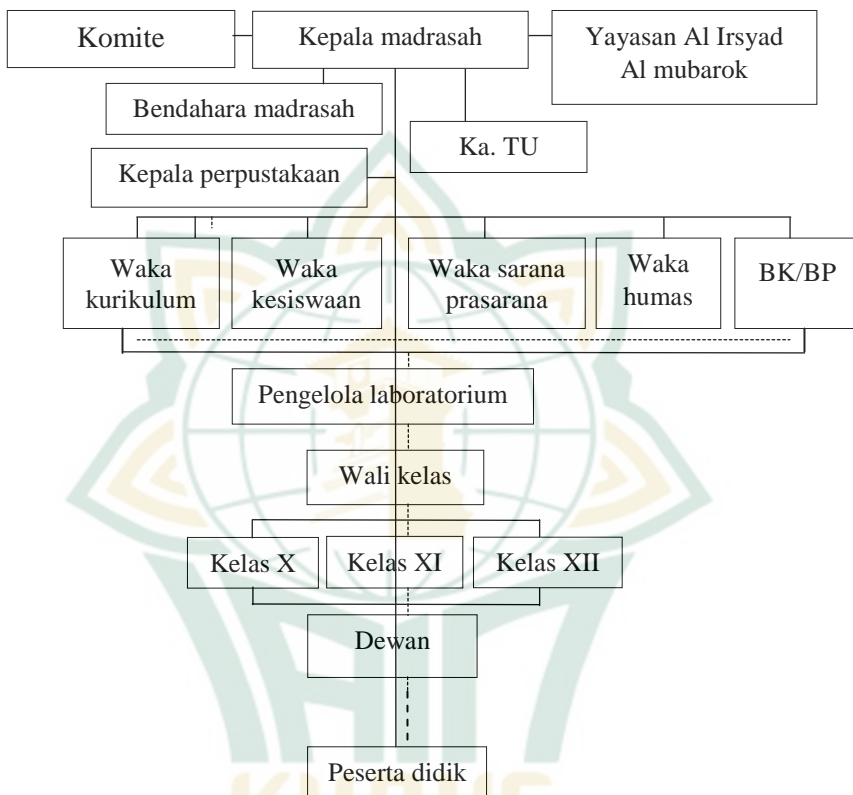 Komite
Kepala madrasah
Yayasan Al Irsyad
Al mubarok
Bendahara madrasah
Ka. TU
Kepala perpustakaan
Waka
kurikulum
Waka
kesiswaan
Waka sarana
prasarana
Waka
humas
BK/BP
Pengelola laboratorium
Wali kelas
Kelas X
Kelas XI
Kelas XII
Dewan
Peserta didik